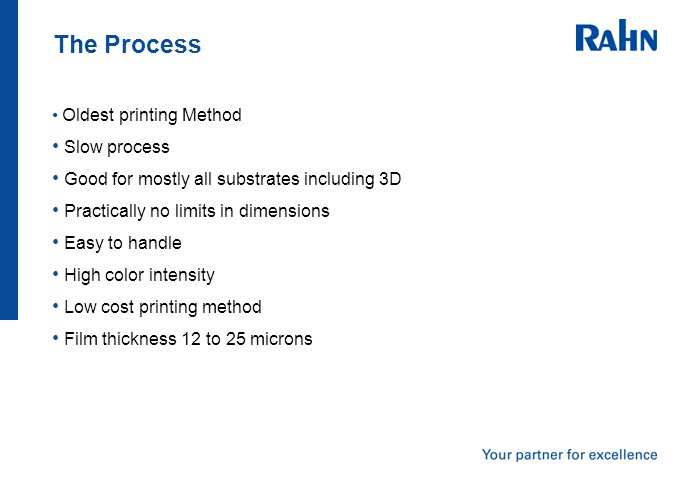 The Process
RAHN
• Oldest printing Method
• Slow process
• Good for mostly all substrates including 3D
• Practically no limits in dimensions
• Easy to handle
• High color intensity
• Low cost printing method
• Film thickness 12 to 25 microns
Your partner for excellence